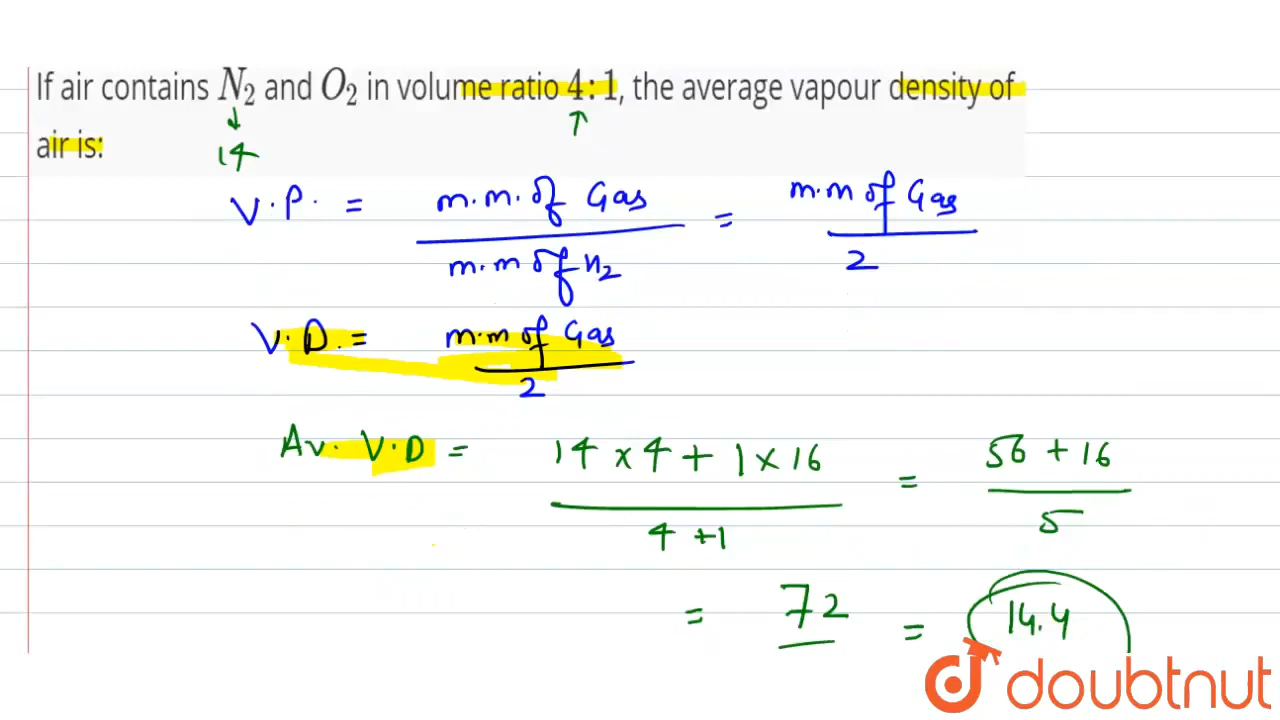 If air contains N₂ and O₂ in volume ratio 4:1, the average vapour density of
air is:
↓ ↑
14
V.P. = m.m.of Gas / m.m of H2 = m.m of Gas / 2
V.D. = m.m of Gas / 2
Av. V.D = 14 x 4 + 1 x 16 / 4 +1 = 56 + 16 / 5
= 72 = 14.4
doubtnut